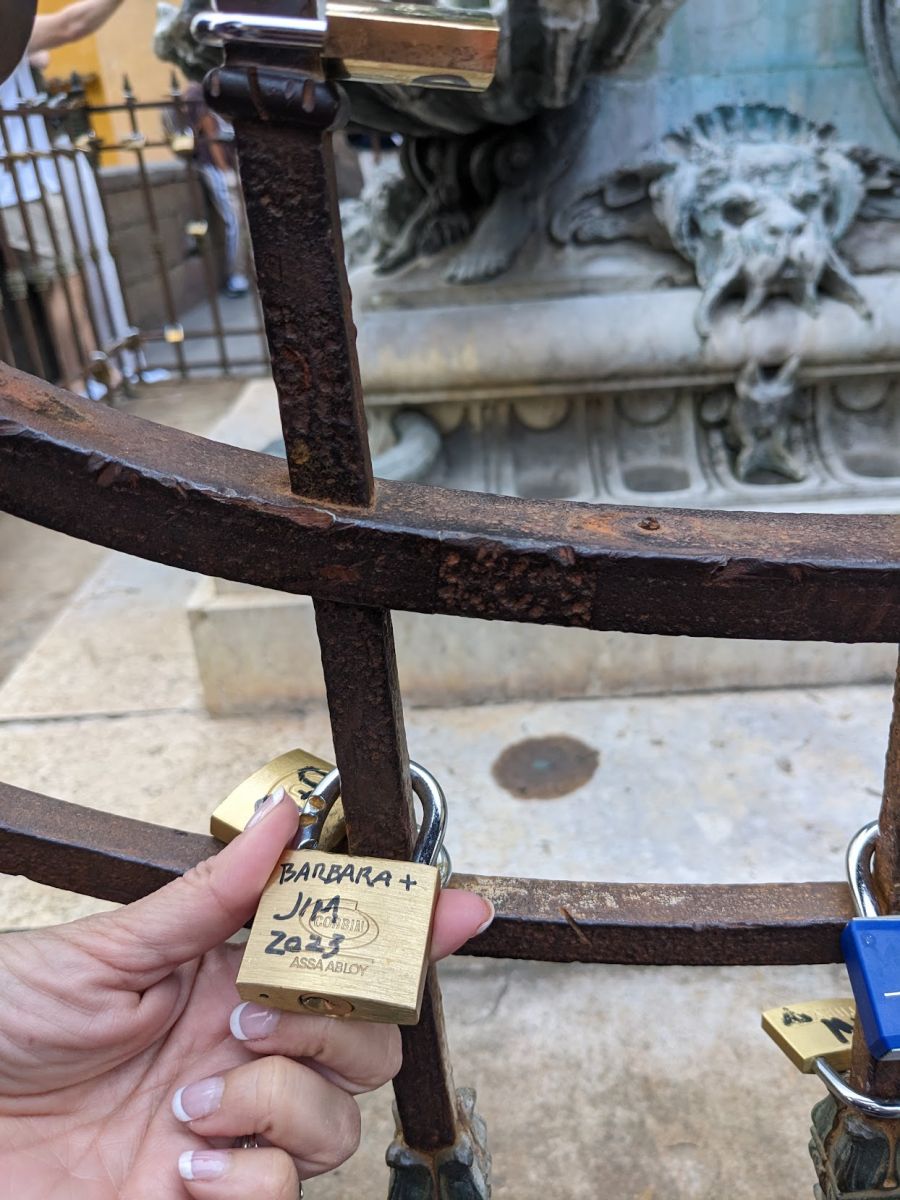 BARBARA +
JIM
CORBIN
2023
ASSA ABLOY